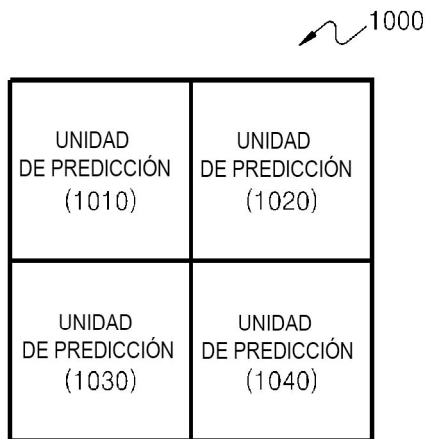 1000
UNIDAD
DE PREDICCIÓN
(1010)
UNIDAD
DE PREDICCIÓN
(1020)
UNIDAD
DE PREDICCIÓN
(1030)
UNIDAD
DE PREDICCIÓN
(1040)